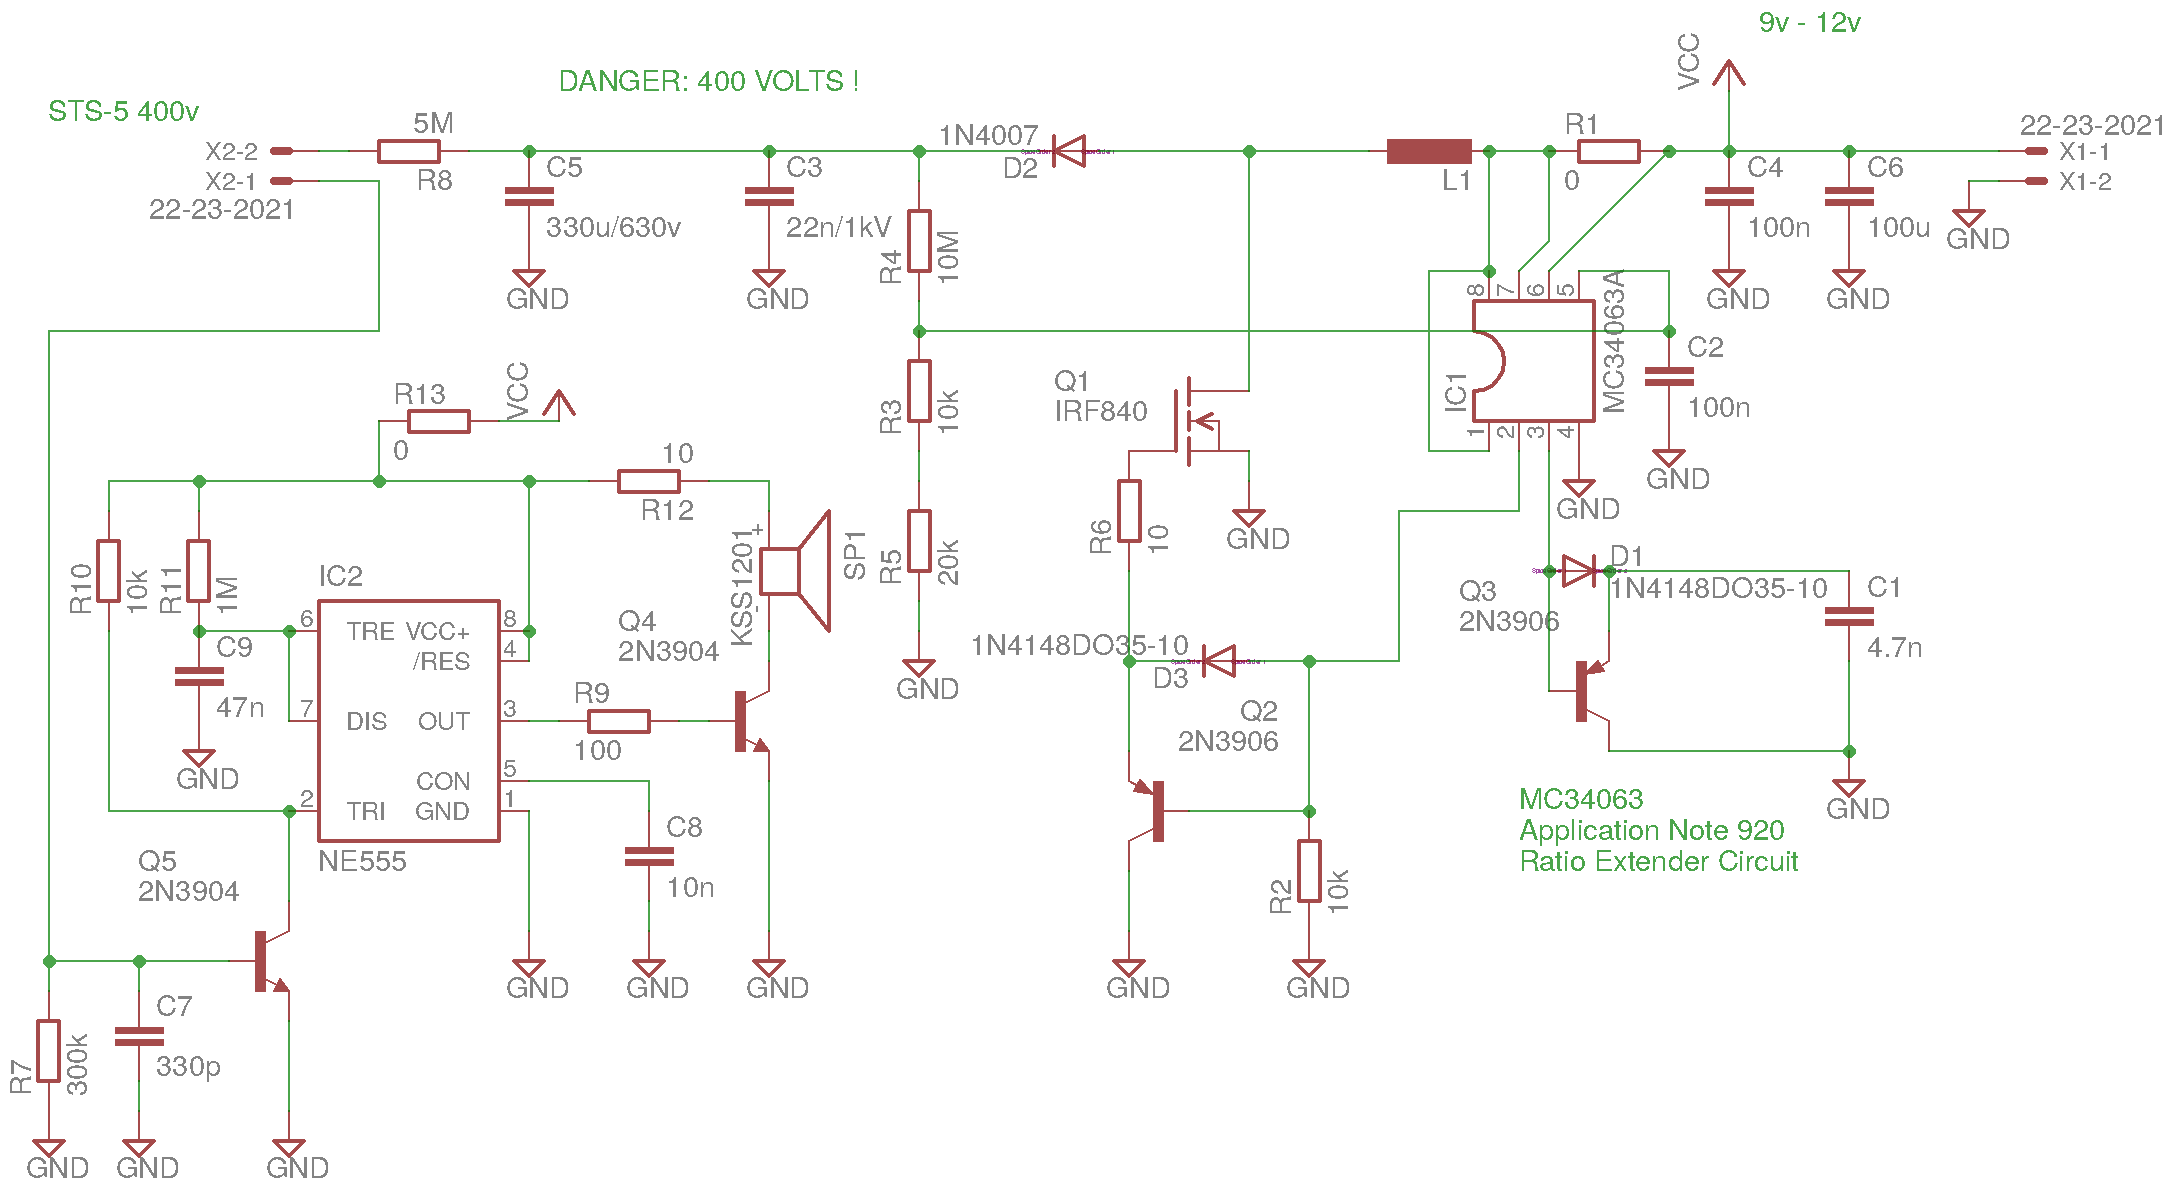 9v - 12v
VCC
DANGER: 400 VOLTS !
STS-5 400v
5M
X2-2
X2-1
22-23-2021
R8
C5
330u/630v
GND
C3
22n/1kV
GND
1N4007
D2
R4
10M
L1
R1
0
C4
100n
GND
C6
100u
GND
22-23-2021
X1-1
X1-2
GND
8
7
6
5
IC1
MC34063A
1
2
3
4
GND
C2
100n
GND
Q1
IRF840
GND
R6
10
R3
10k
R5
20k
GND
R13
0
VCC
10
R12
KSS1201
+
-
SP1
R10
10k
R11
1M
IC2
6
TRE
VCC+
8
/RES
4
7
DIS
OUT
3
CON
5
2
TRI
GND
1
NE555
C9
47n
GND
R9
100
Q4
2N3904
C8
10n
GND
GND
GND
1N4148DO35-10
D3
Q2
2N3906
R2
10k
GND
GND
D1
1N4148DO35-10
Q3
2N3906
C1
4.7n
GND
MC34063
Application Note 920
Ratio Extender Circuit
Q5
2N3904
C7
330p
R7
300k
GND
GND
GND